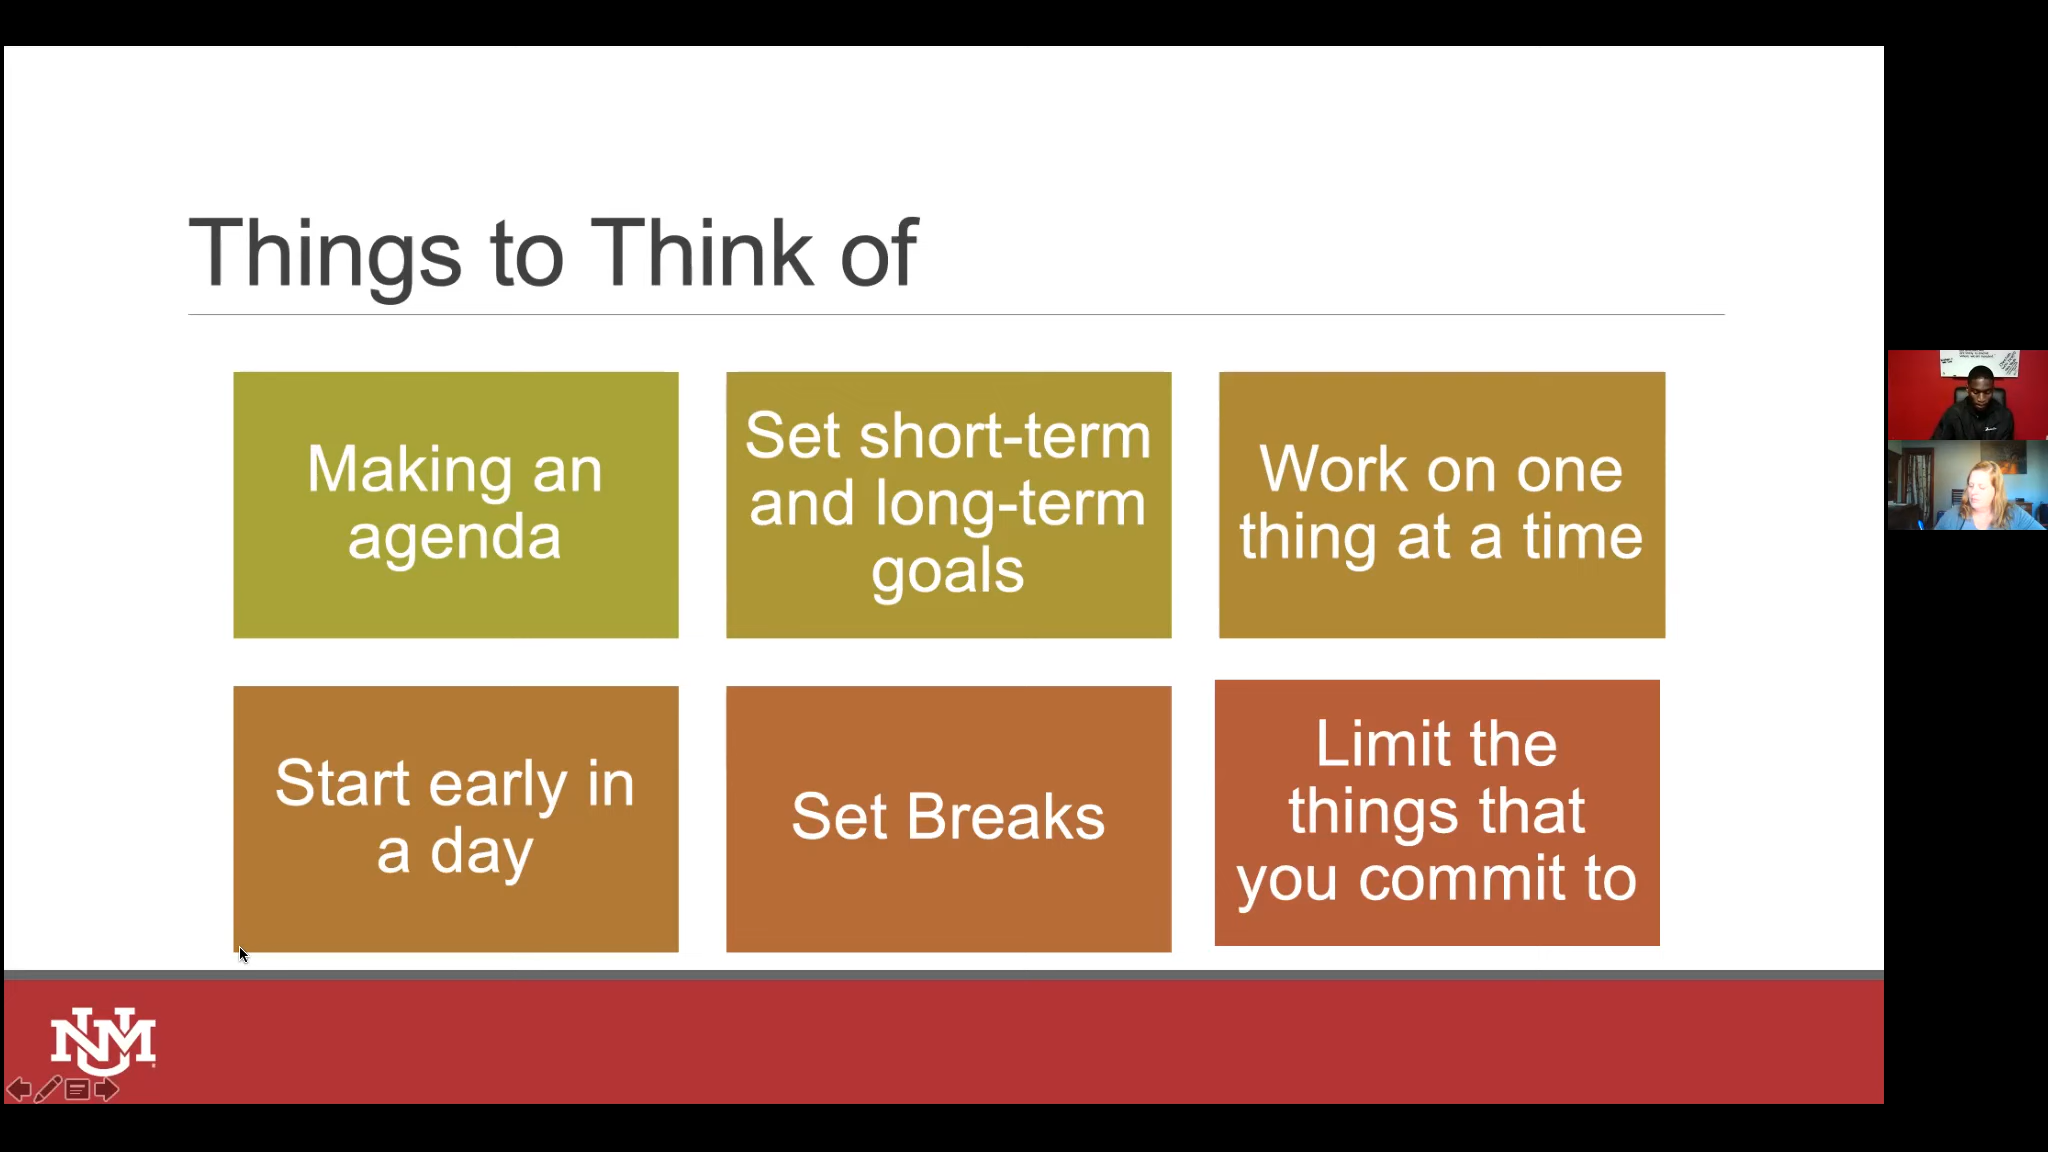 Things to Think of
Making an
agenda
Set short-term
and long-term
goals
Work on one
thing at a time
Start early in
a day
Set Breaks
Limit the
things that
you commit to
UNM